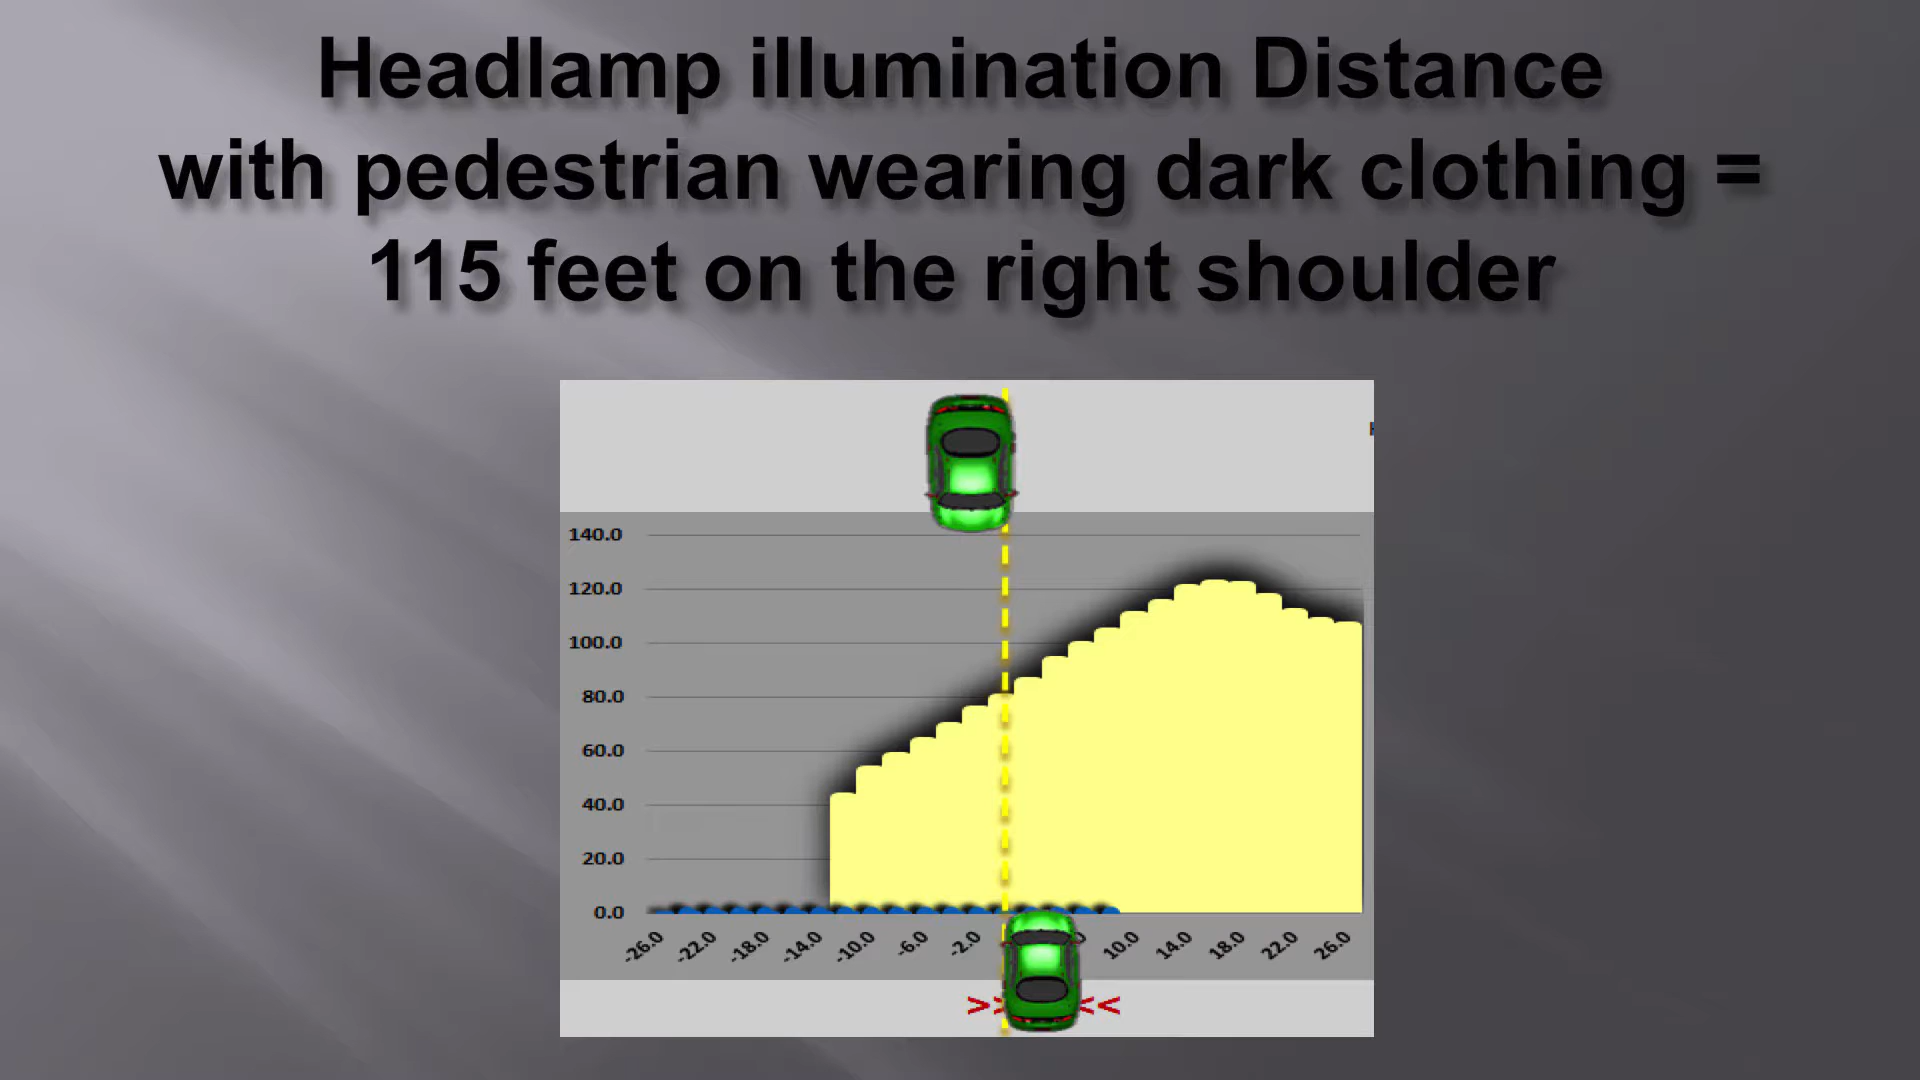 Headlamp illumination Distance
with pedestrian wearing dark clothing =
115 feet on the right shoulder
140.0
120.0
100.0
80.0
60.0
40.0
20.0
0.0
-26.0 -22.0 -18.0 -14.0 -10.0 -6.0 -2.0 10.0 14.0 18.0 22.0 26.0